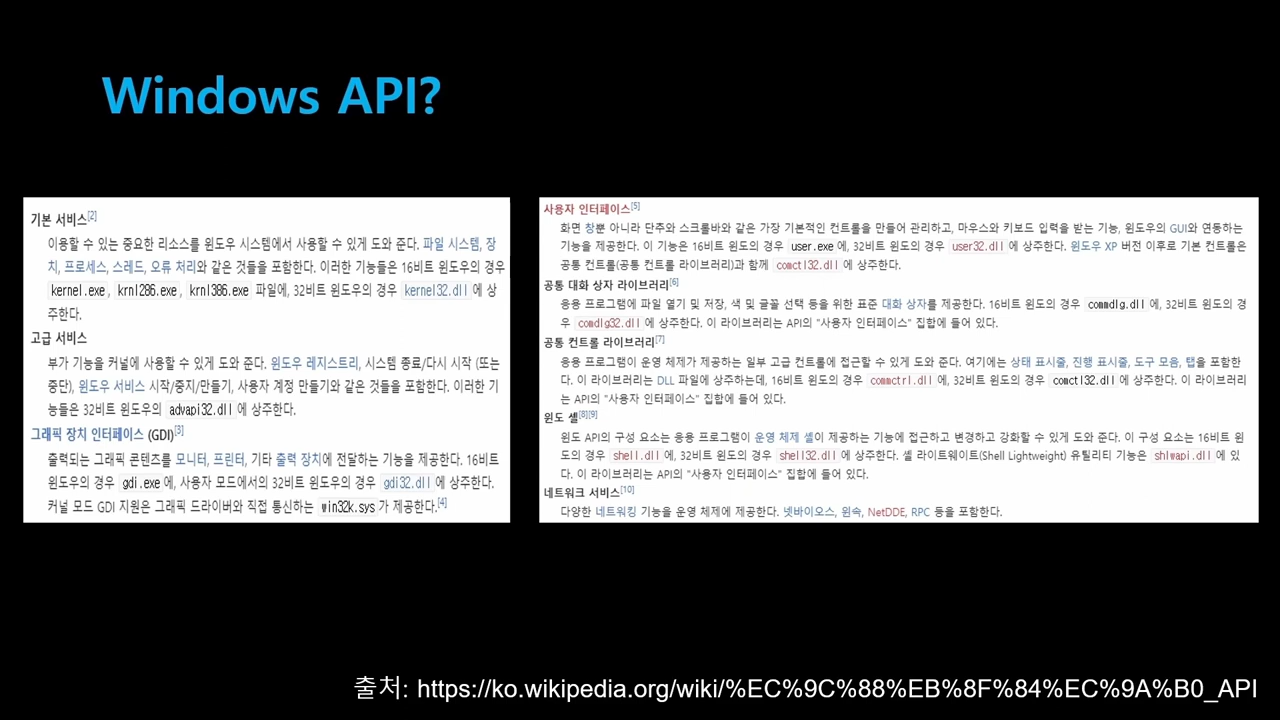 Windows API?
기본 서비스[2]
이용할 수 있는 중요한 리소스를 윈도우 시스템에서 사용할 수 있게 도와 준다. 파일 시스템, 장
치, 프로세스, 스레드, 오류 처리와 같은 것들을 포함한다. 이러한 기능들은 16비트 윈도우의 경우
kernel.exe, krnl286.exe, krnl386.exe 파일에, 32비트 윈도우의 경우 kernel32.dll 에 상
주한다.
고급 서비스
부가 기능을 커널에 사용할 수 있게 도와 준다. 윈도우 레지스트리, 시스템 종료/다시 시작 (또는
중단), 윈도우 서비스 시작/중지/만들기, 사용자 계정 만들기와 같은 것들을 포함한다. 이러한 기
능들은 32비트 윈도우의 advapi32.dll 에 상주한다.
그래픽 장치 인터페이스 (GDI)[3]
출력되는 그래픽 콘텐츠를 모니터, 프린터, 기타 출력 장치에 전달하는 기능을 제공한다. 16비트
윈도우의 경우 gdi.exe 에, 사용자 모드에서의 32비트 윈도우의 경우 gdi32.dll 에 상주한다.
커널 모드 GDI 지원은 그래픽 드라이버와 직접 통신하는 win32k.sys 가 제공한다.[4]
사용자 인터페이스[5]
화면 창뿐 아니라 단추와 스크롤바와 같은 가장 기본적인 컨트롤을 만들어 관리하고, 마우스와 키보드 입력을 받는 기능, 윈도우의 GUI와 연동하는
기능을 제공한다. 이 기능은 16비트 윈도의 경우 user.exe 에, 32비트 윈도의 경우 user32.dll 에 상주한다. 윈도우 XP 버전 이후로 기본 컨트롤은
공통 컨트롤(공통 컨트롤 라이브러리)과 함께 comctl32.dll 에 상주한다.
공통 대화 상자 라이브러리[6]
응용 프로그램에 파일 열기 및 저장, 색 및 글꼴 선택 등을 위한 표준 대화 상자를 제공한다. 16비트 윈도의 경우 commdlg.dll 에, 32비트 윈도의 경
우 comdlg32.dll 에 상주한다. 이 라이브러리는 API의 "사용자 인터페이스" 집합에 들어 있다.
공통 컨트롤 라이브러리[7]
응용 프로그램이 운영 체제가 제공하는 일부 고급 컨트롤에 접근할 수 있게 도와 준다. 여기에는 상태 표시줄, 진행 표시줄, 도구 모음, 탭을 포함한
다. 이 라이브러리는 DLL 파일에 상주하는데, 16비트 윈도의 경우 commctrl.dll 에, 32비트 윈도의 경우 comctl32.dll 에 상주한다. 이 라이브러리
는 API의 "사용자 인터페이스" 집합에 들어 있다.
윈도 셸[8][9]
윈도 API의 구성 요소는 응용 프로그램이 운영 체제 셸이 제공하는 기능에 접근하고 변경하고 강화할 수 있게 도와 준다. 이 구성 요소는 16비트 윈
도의 경우 shell.dll 에, 32비트 윈도의 경우 shell32.dll 에 상주한다. 셸 라이트웨이트(Shell Lightweight) 유틸리티 기능은 shlwapi.dll 에 있
다. 이 라이브러리는 API의 "사용자 인터페이스" 집합에 들어 있다.
네트워크 서비스[10]
다양한 네트워킹 기능을 운영 체제에 제공한다. 넷바이오스, 윈속, NetDDE, RPC 등을 포함한다.
출처: https://ko.wikipedia.org/wiki/%EC%9C%88%EB%8F%84%EC%9A%B0_API